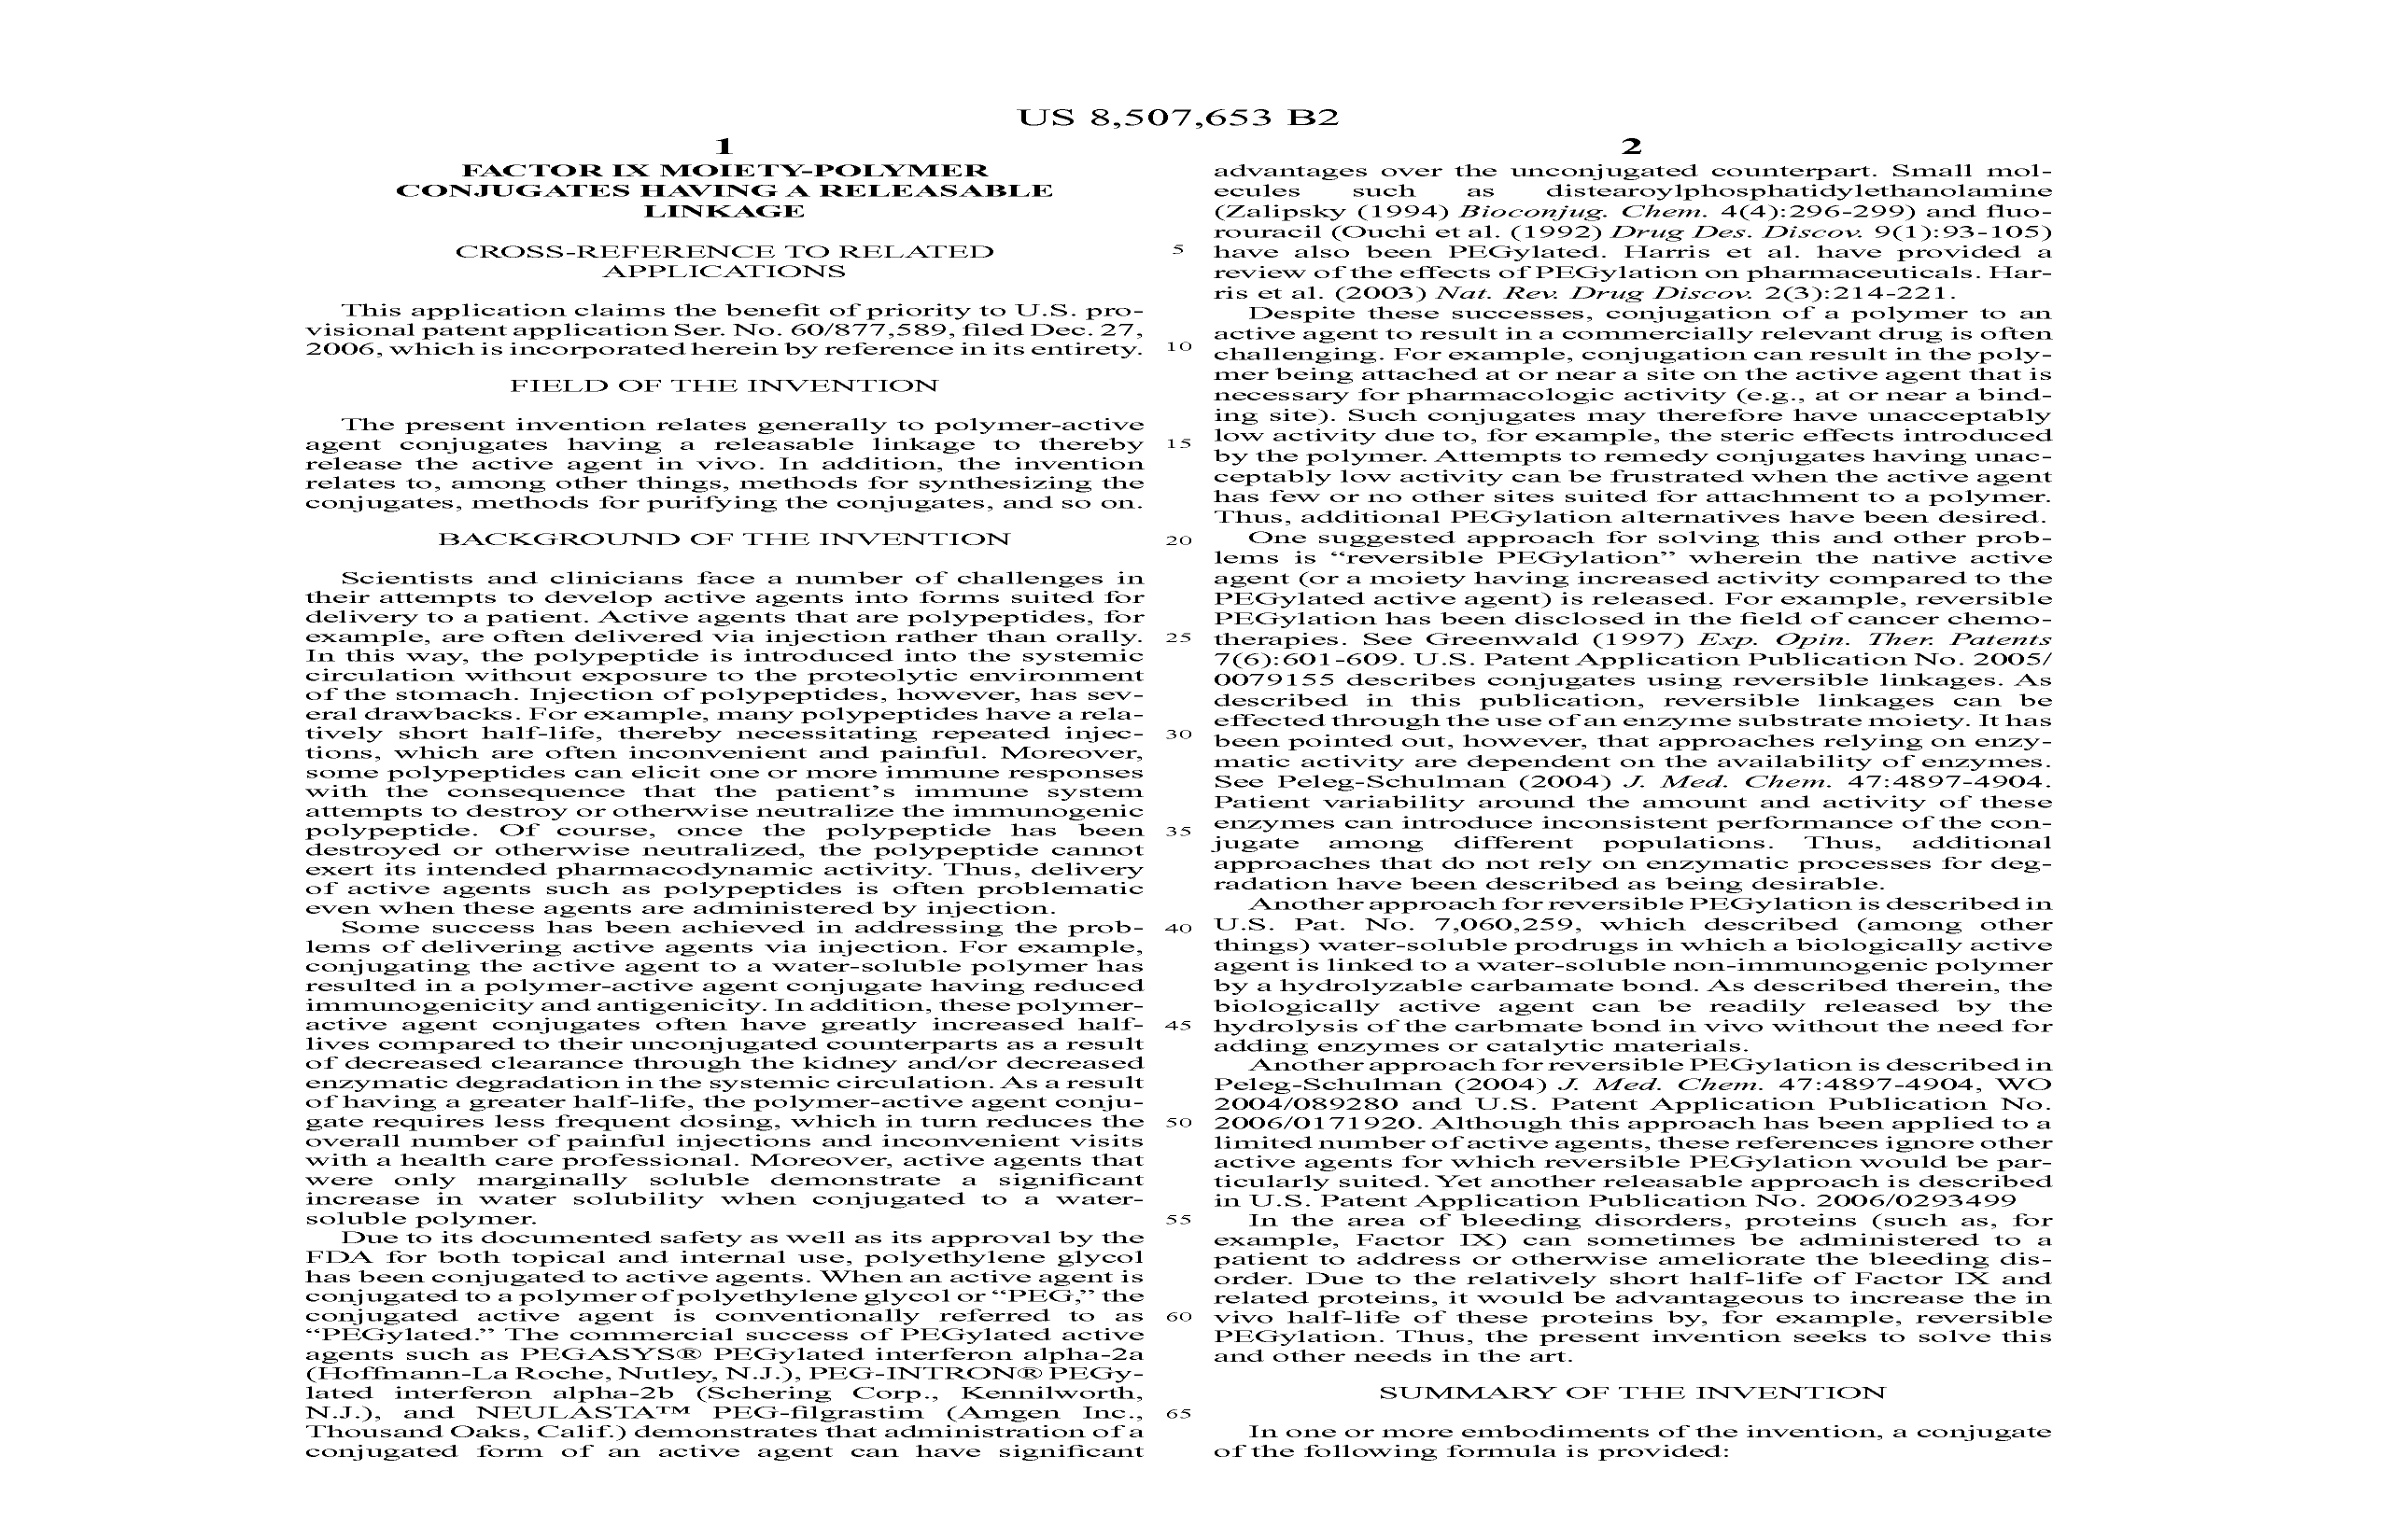 US 8,507,653 B2
1
FACTOR IX MOIETY-POLYMER
CONJUGATES HAVING A RELEASABLE
LINKAGE
CROSS-REFERENCE TO RELATED
APPLICATIONS
This application claims the benefit of priority to U.S. pro-
visional patent application Ser. No. 60/877,589, filed Dec. 27,
2006, which is incorporated herein by reference in its entirety.
FIELD OF THE INVENTION
The present invention relates generally to polymer-active
agent conjugates having a releasable linkage to thereby
release the active agent in vivo. In addition, the invention
relates to, among other things, methods for synthesizing the
conjugates, methods for purifying the conjugates, and so on.
BACKGROUND OF THE INVENTION
Scientists and clinicians face a number of challenges in
their attempts to develop active agents into forms suited for
delivery to a patient. Active agents that are polypeptides, for
example, are often delivered via injection rather than orally.
In this way, the polypeptide is introduced into the systemic
circulation without exposure to the proteolytic environment
of the stomach. Injection of polypeptides, however, has sev-
eral drawbacks. For example, many polypeptides have a rela-
tively short half-life, thereby necessitating repeated injec-
tions, which are often inconvenient and painful. Moreover,
some polypeptides can elicit one or more immune responses
with the consequence that the patient's immune system
attempts to destroy or otherwise neutralize the immunogenic
polypeptide. Of course, once the polypeptide has been
destroyed or otherwise neutralized, the polypeptide cannot
exert its intended pharmacodynamic activity. Thus, delivery
of active agents such as polypeptides is often problematic
even when these agents are administered by injection.
Some success has been achieved in addressing the prob-
lems of delivering active agents via injection. For example,
conjugating the active agent to a water-soluble polymer has
resulted in a polymer-active agent conjugate having reduced
immunogenicity and antigenicity. In addition, these polymer-
active agent conjugates often have greatly increased half-
lives compared to their unconjugated counterparts as a result
of decreased clearance through the kidney and/or decreased
enzymatic degradation in the systemic circulation. As a result
of having a greater half-life, the polymer-active agent conju-
gate requires less frequent dosing, which in turn reduces the
overall number of painful injections and inconvenient visits
with a health care professional. Moreover, active agents that
were only marginally soluble demonstrate a significant
increase in water solubility when conjugated to a water-
soluble polymer.
Due to its documented safety as well as its approval by the
FDA for both topical and internal use, polyethylene glycol
has been conjugated to active agents. When an active agent is
conjugated to a polymer of polyethylene glycol or “PEG,” the
conjugated active agent is conventionally referred to as
“PEGylated.” The commercial success of PEGylated active
agents such as PEGASYS® PEGylated interferon alpha-2a
(Hoffmann-La Roche, Nutley, N.J.), PEG-INTRON® PEGy-
lated interferon alpha-2b (Schering Corp., Kennilworth,
N.J.), and NEULASTA™ PEG-filgrastim (Amgen Inc.,
Thousand Oaks, Calif.) demonstrates that administration of a
conjugated form of an active agent can have significant
5
10
15
20
25
30
35
40
45
50
55
60
65
2
advantages over the unconjugated counterpart. Small mol-
ecules such as distearoylphosphatidylethanolamine
(Zalipsky (1994) Bioconjug. Chem. 4(4):296-299) and fluo-
rouracil (Ouchi et al. (1992) Drug Des. Discov. 9(1):93-105)
have also been PEGylated. Harris et al. have provided a
review of the effects of PEGylation on pharmaceuticals. Har-
ris et al. (2003) Nat. Rev. Drug Discov. 2(3):214-221.
Despite these successes, conjugation of a polymer to an
active agent to result in a commercially relevant drug is often
challenging. For example, conjugation can result in the poly-
mer being attached at or near a site on the active agent that is
necessary for pharmacologic activity (e.g., at or near a bind-
ing site). Such conjugates may therefore have unacceptably
low activity due to, for example, the steric effects introduced
by the polymer. Attempts to remedy conjugates having unac-
ceptably low activity can be frustrated when the active agent
has few or no other sites suited for attachment to a polymer.
Thus, additional PEGylation alternatives have been desired.
One suggested approach for solving this and other prob-
lems is “reversible PEGylation” wherein the native active
agent (or a moiety having increased activity compared to the
PEGylated active agent) is released. For example, reversible
PEGylation has been disclosed in the field of cancer chemo-
therapies. See Greenwald (1997) Exp. Opin. Ther. Patents
7(6):601-609. U.S. Patent Application Publication No. 2005/
0079155 describes conjugates using reversible linkages. As
described in this publication, reversible linkages can be
effected through the use of an enzyme substrate moiety. It has
been pointed out, however, that approaches relying on enzy-
matic activity are dependent on the availability of enzymes.
See Peleg-Schulman (2004) J. Med. Chem. 47:4897-4904.
Patient variability around the amount and activity of these
enzymes can introduce inconsistent performance of the con-
jugate among different populations. Thus, additional
approaches that do not rely on enzymatic processes for deg-
radation have been described as being desirable.
Another approach for reversible PEGylation is described in
U.S. Pat. No. 7,060,259, which described (among other
things) water-soluble prodrugs in which a biologically active
agent is linked to a water-soluble non-immunogenic polymer
by a hydrolyzable carbamate bond. As described therein, the
biologically active agent can be readily released by the
hydrolysis of the carbmate bond in vivo without the need for
adding enzymes or catalytic materials.
Another approach for reversible PEGylation is described in
Peleg-Schulman (2004) J. Med. Chem. 47:4897-4904, WO
2004/089280 and U.S. Patent Application Publication No.
2006/0171920. Although this approach has been applied to a
limited number of active agents, these references ignore other
active agents for which reversible PEGylation would be par-
ticularly suited. Yet another releasable approach is described
in U.S. Patent Application Publication No. 2006/0293499
In the area of bleeding disorders, proteins (such as, for
example, Factor IX) can sometimes be administered to a
patient to address or otherwise ameliorate the bleeding dis-
order. Due to the relatively short half-life of Factor IX and
related proteins, it would be advantageous to increase the in
vivo half-life of these proteins by, for example, reversible
PEGylation. Thus, the present invention seeks to solve this
and other needs in the art.
SUMMARY OF THE INVENTION
In one or more embodiments of the invention, a conjugate
of the following formula is provided: